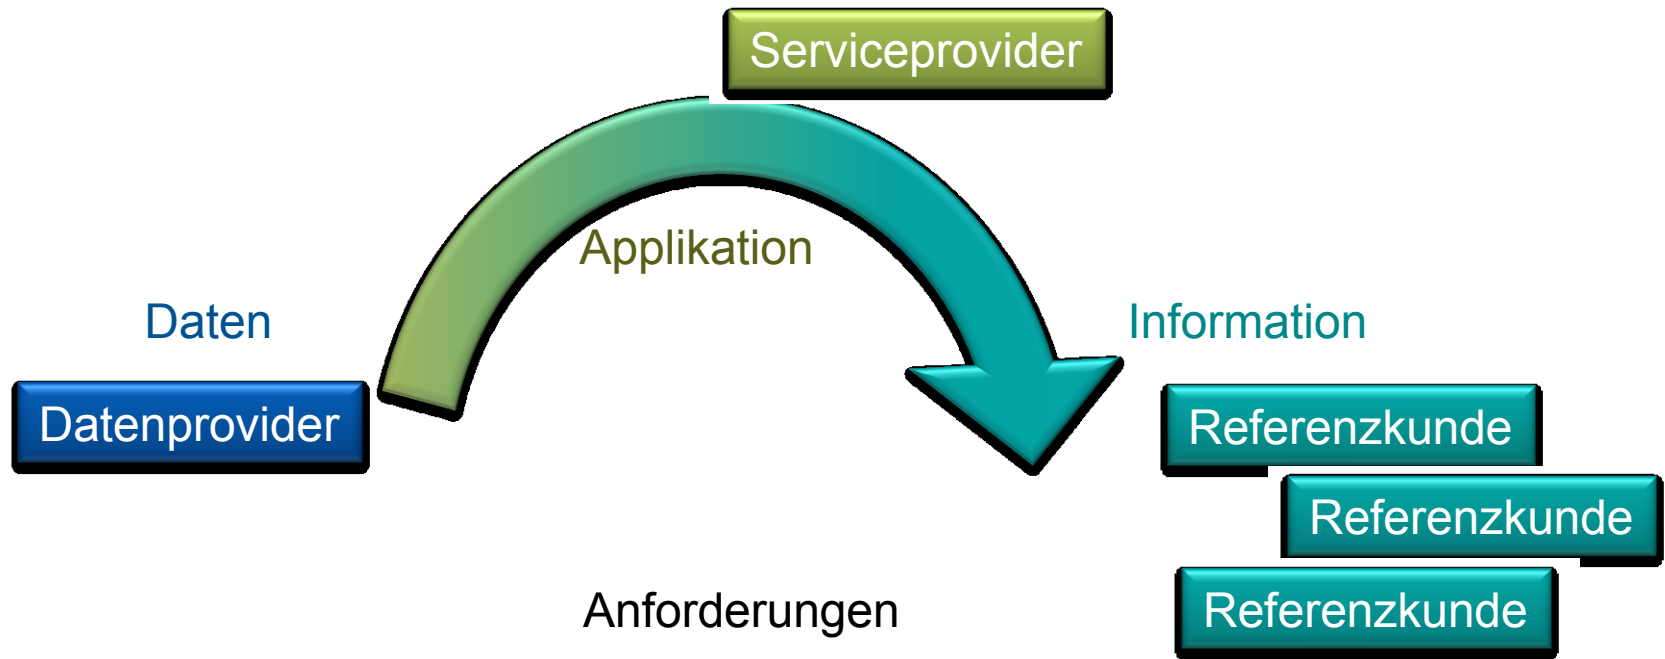 Serviceprovider
Applikation
Daten
Information
Datenprovider
Referenzkunde
Referenzkunde
Anforderungen
Referenzkunde